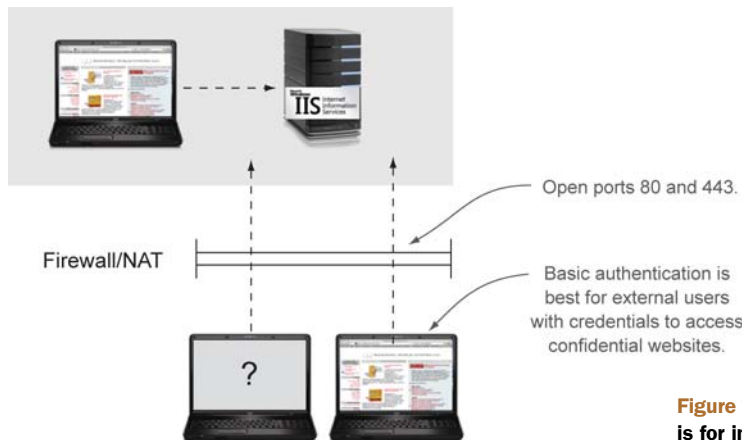 IIS Internet
Information
Services
Open ports 80 and 443.
Firewall/NAT
Basic authentication is
best for external users
with credentials to access
confidential websites.
?
Figure
is for in